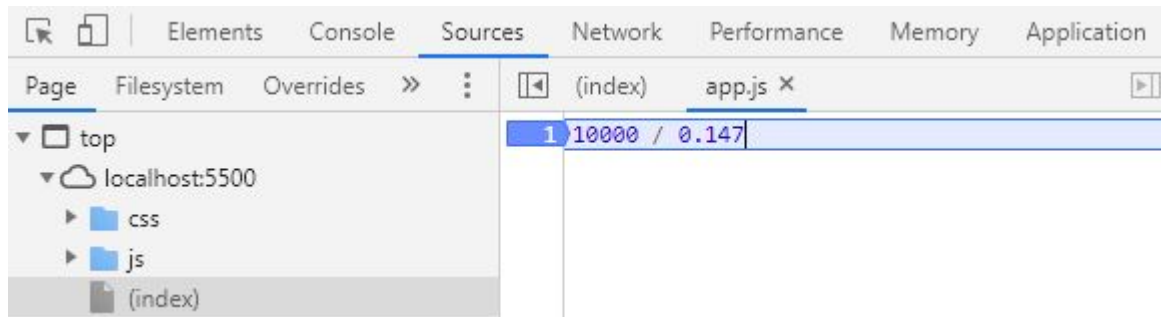 Elements Console Sources Network Performance Memory Application
Page Filesystem Overrides » (index) app.js ×
top
1 10000 / 0.147
localhost:5500
css
js
(index)